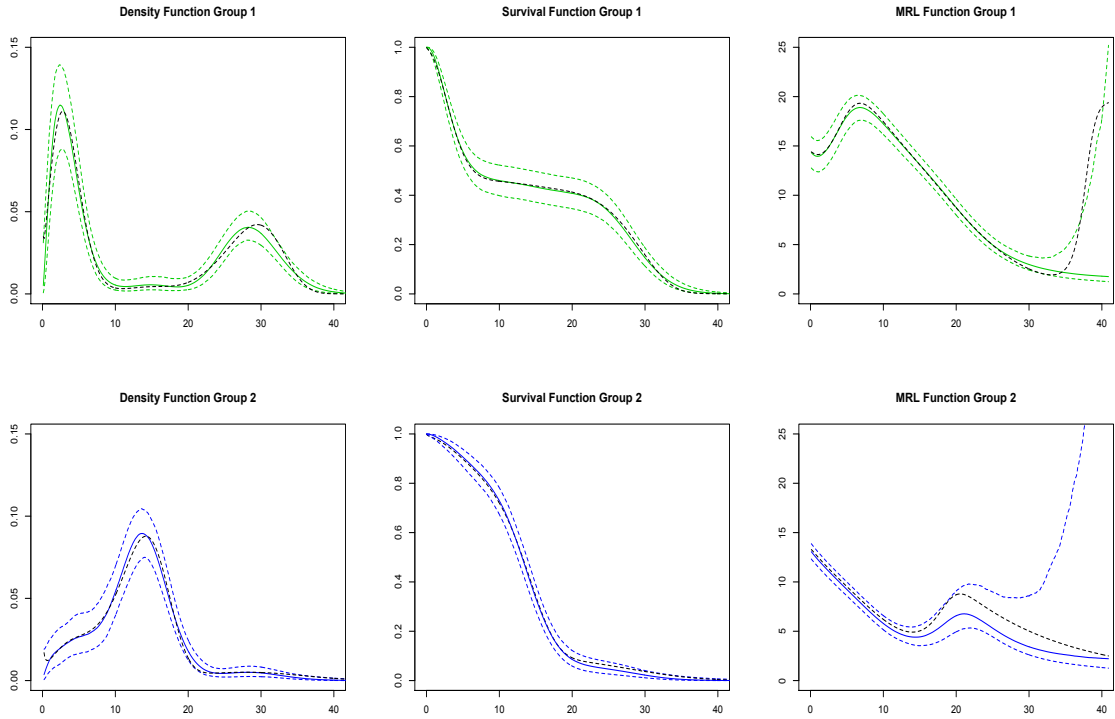 Density Function Group 1
0.00 0.05 0.10 0.15
0 10 20 30 40
Survival Function Group 1
0.0 0.2 0.4 0.6 0.8 1.0
0 10 20 30 40
MRL Function Group 1
0 5 10 15 20 25
0 10 20 30 40
Density Function Group 2
0.00 0.05 0.10 0.15
0 10 20 30 40
Survival Function Group 2
0.0 0.2 0.4 0.6 0.8 1.0
0 10 20 30 40
MRL Function Group 2
0 5 10 15 20 25
0 10 20 30 40